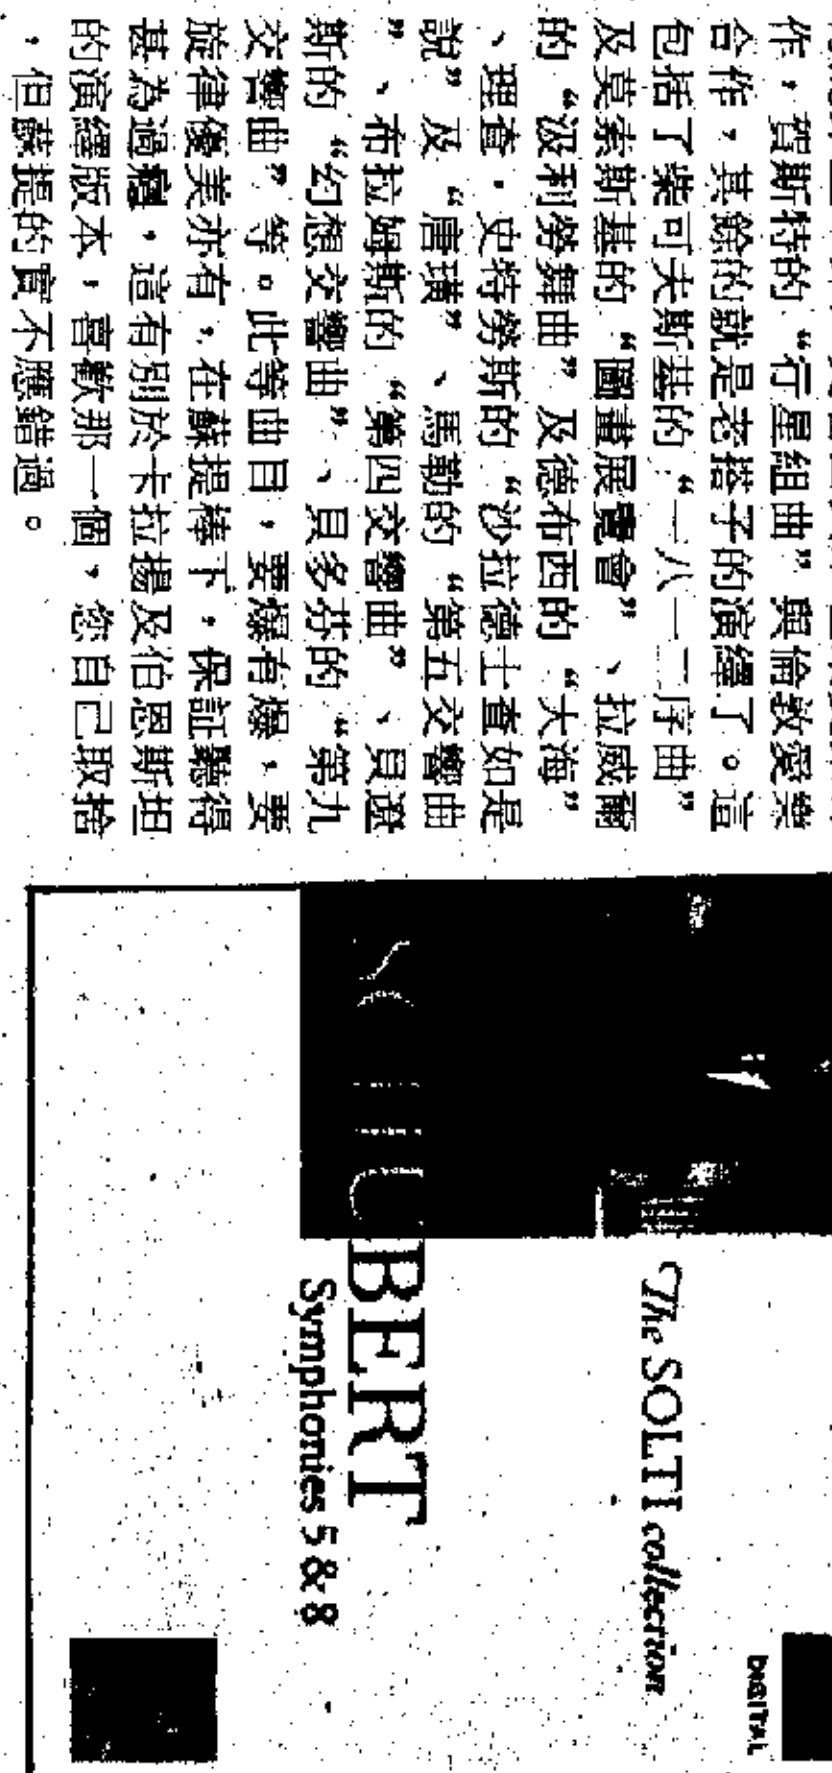 作，賀斯特的“行星組曲”與倫敦愛樂
合作，其餘的就是老搭子的演繹了。這
包括了柴可夫斯基的“一八一二序曲”
及莫索斯基的“圖畫展覽會”、拉威爾
的“汲利勞舞曲”及德布西的“大海”
、理查．史特勞斯的“沙拉德士查如是
說”及“唐璜”、馬勒的“第五交響曲
”、布拉姆斯的“第四交響曲”、貝遼
斯的“幻想交響曲”、貝多芬的“第九
交響曲”等。此等曲目，要爆有爆，要
旋律優美亦有，在蘇提棒下，保証聽得
甚為過癮，這有別於卡拉揚及伯恩斯坦
的演繹版本，喜歡那一個，您自己取捨
，但蘇提的實不應錯過。
DIGITAL
The SOLTI collection
SCHUBERT
Symphonies 5 & 8